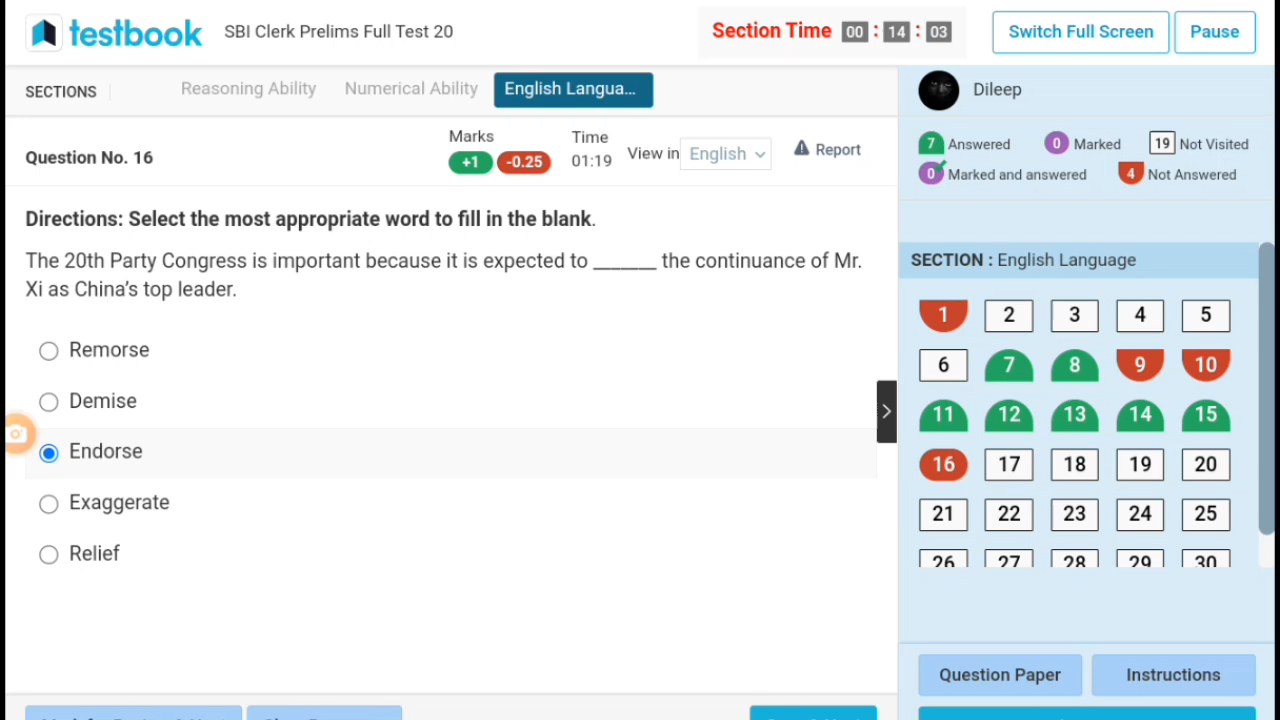 testbook
SBI Clerk Prelims Full Test 20
Section Time 00 : 14 : 03
Switch Full Screen
Pause
SECTIONS
Reasoning Ability
Numerical Ability
English Langua...
Dileep
Question No. 16
Marks
+1 -0.25
Time
01:19
View in English
Report
7 Answered
0 Marked
19 Not Visited
0 Marked and answered
4 Not Answered
Directions: Select the most appropriate word to fill in the blank.
The 20th Party Congress is important because it is expected to _______ the continuance of Mr.
Xi as China’s top leader.
Remorse
Demise
Endorse
Exaggerate
Relief
SECTION : English Language
1 2 3 4 5
6 7 8 9 10
11 12 13 14 15
16 17 18 19 20
21 22 23 24 25
26 27 28 29 30
Question Paper
Instructions